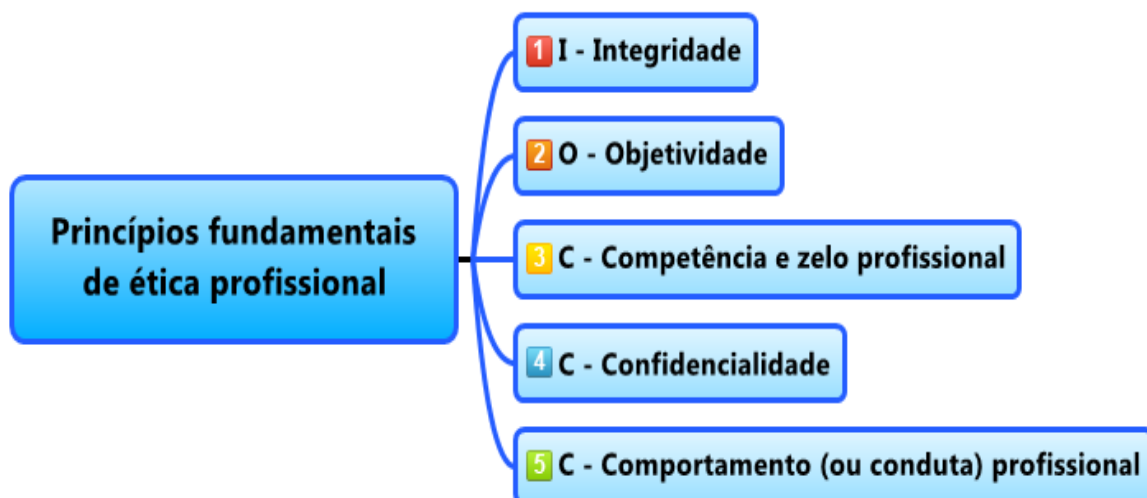 Princípios fundamentais
de ética profissional
1 I - Integridade
2 O - Objetividade
3 C - Competência e zelo profissional
4 C - Confidencialidade
5 C - Comportamento (ou conduta) profissional